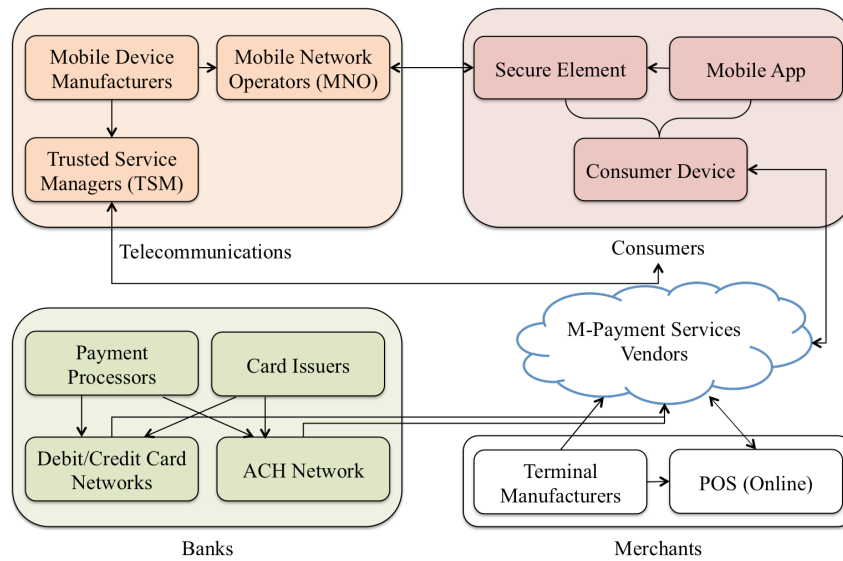 Mobile Device
Manufacturers
Mobile Network
Operators (MNO)
Trusted Service
Managers (TSM)
Telecommunications
Secure Element
Mobile App
Consumer Device
Consumers
M-Payment Services
Vendors
Payment
Processors
Card Issuers
Debit/Credit Card
Networks
ACH Network
Banks
Terminal
Manufacturers
POS (Online)
Merchants